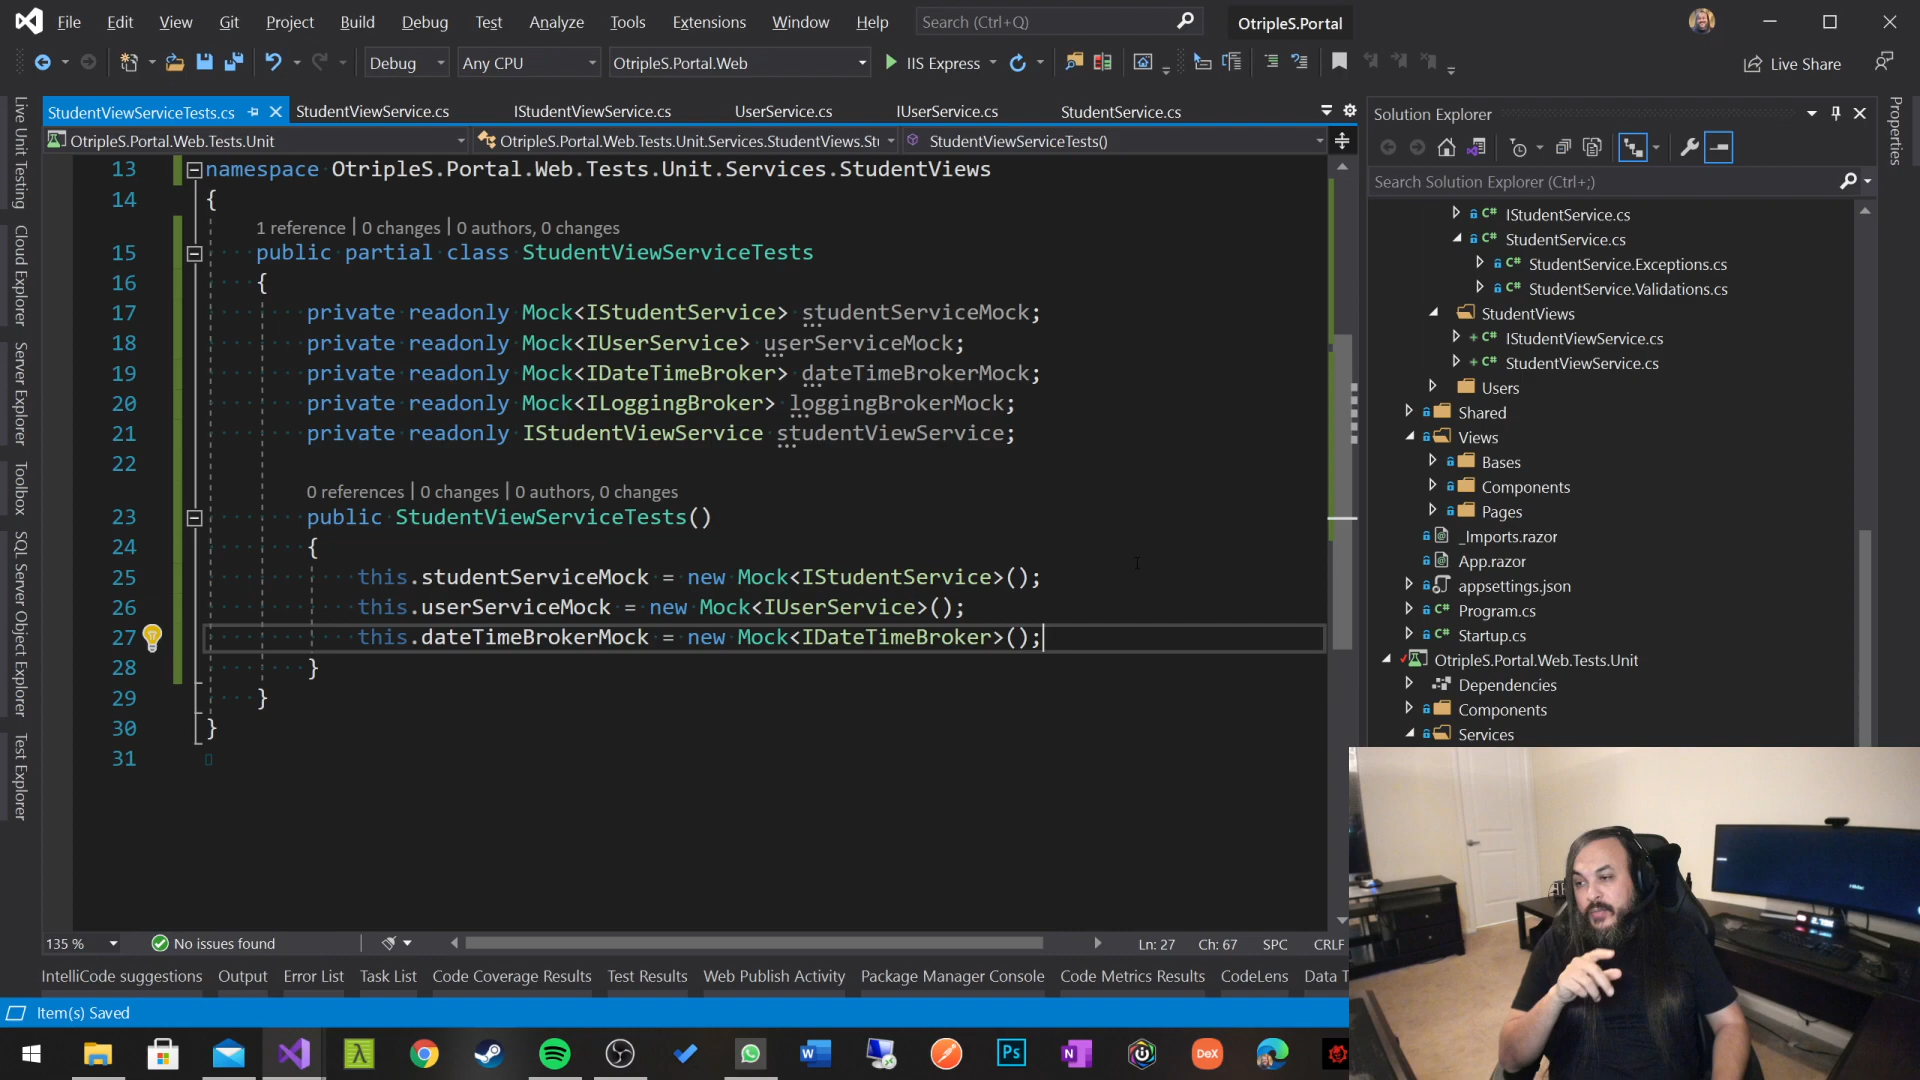 File Edit View Git Project Build Debug Test Analyze Tools Extensions Window Help Search (Ctrl+Q) OtripleS.Portal
Debug Any CPU OtripleS.Portal.Web IIS Express Live Share
StudentViewServiceTests.cs StudentViewService.cs IStudentViewService.cs UserService.cs IUserService.cs StudentService.cs
OtripleS.Portal.Web.Tests.Unit OtripleS.Portal.Web.Tests.Unit.Services.StudentViews.St StudentViewServiceTests()
Live Unit Testing
Cloud Explorer
Server Explorer
Toolbox
SQL Server Object Explorer
Test Explorer
13 namespace OtripleS.Portal.Web.Tests.Unit.Services.StudentViews
14 {
1 reference | 0 changes | 0 authors, 0 changes
15 public partial class StudentViewServiceTests
16 {
17 private readonly Mock<IStudentService> studentServiceMock;
18 private readonly Mock<IUserService> userServiceMock;
19 private readonly Mock<IDateTimeBroker> dateTimeBrokerMock;
20 private readonly Mock<ILoggingBroker> loggingBrokerMock;
21 private readonly IStudentViewService studentViewService;
22
0 references | 0 changes | 0 authors, 0 changes
23 public StudentViewServiceTests()
24 {
25 this.studentServiceMock = new Mock<IStudentService>();
26 this.userServiceMock = new Mock<IUserService>();
27 this.dateTimeBrokerMock = new Mock<IDateTimeBroker>();
28 }
29 }
30 }
31
135 % No issues found Ln: 27 Ch: 67 SPC CRLF
IntelliCode suggestions Output Error List Task List Code Coverage Results Test Results Web Publish Activity Package Manager Console Code Metrics Results CodeLens Data T
Item(s) Saved
Solution Explorer
Search Solution Explorer (Ctrl+;)
C# IStudentService.cs
C# StudentService.cs
C# StudentService.Exceptions.cs
C# StudentService.Validations.cs
StudentViews
+ C# IStudentViewService.cs
+ C# StudentViewService.cs
Users
Shared
Views
Bases
Components
Pages
_Imports.razor
App.razor
appsettings.json
C# Program.cs
C# Startup.cs
OtripleS.Portal.Web.Tests.Unit
Dependencies
Components
Services
Properties
Ps
DeX